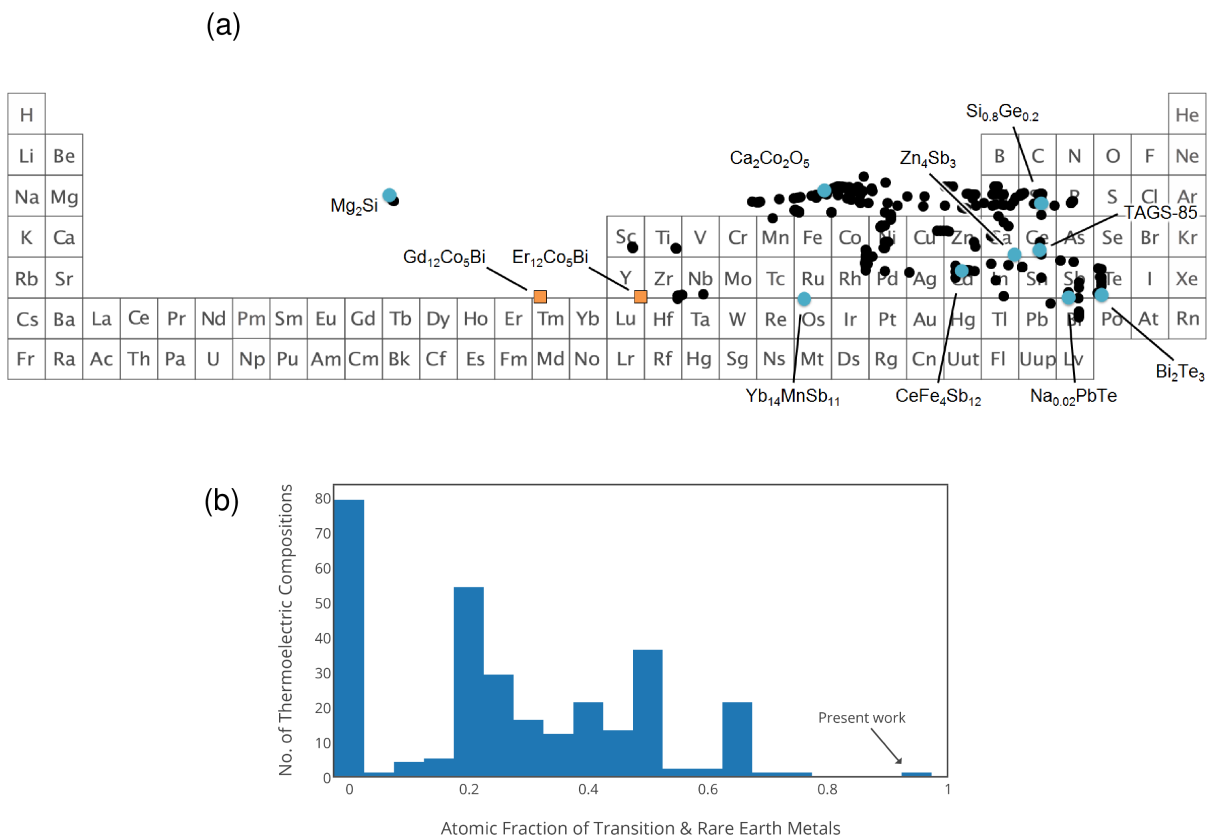 (a)
H He
Si0.8Ge0.2
Li Be B C N O F Ne
Ca2Co2O5 Zn4Sb3
Na Mg P S Cl Ar
Mg2Si
TAGS-85
K Ca Sc Ti V Cr Mn Fe Co Ni Cu Zn As Se Br Kr
Gd12Co5Bi Er12Co5Bi
Rb Sr Y Zr Nb Mo Tc Ru Rh Pd Ag Cd In Sn Sb Te I Xe
Cs Ba La Ce Pr Nd Pm Sm Eu Gd Tb Dy Ho Er Tm Yb Lu Hf Ta W Re Os Ir Pt Au Hg Tl Pb Bi Po At Rn
Fr Ra Ac Th Pa U Np Pu Am Cm Bk Cf Es Fm Md No Lr Rf Hg Sg Ns Mt Ds Rg Cn Uut Fl Uup Lv
Bi2Te3
Yb14MnSb11 CeFe4Sb12 Na0.02PbTe
(b)
No. of Thermoelectric Compositions
80
70
60
50
40
30
20
10
0
Present work
0 0.2 0.4 0.6 0.8 1
Atomic Fraction of Transition & Rare Earth Metals